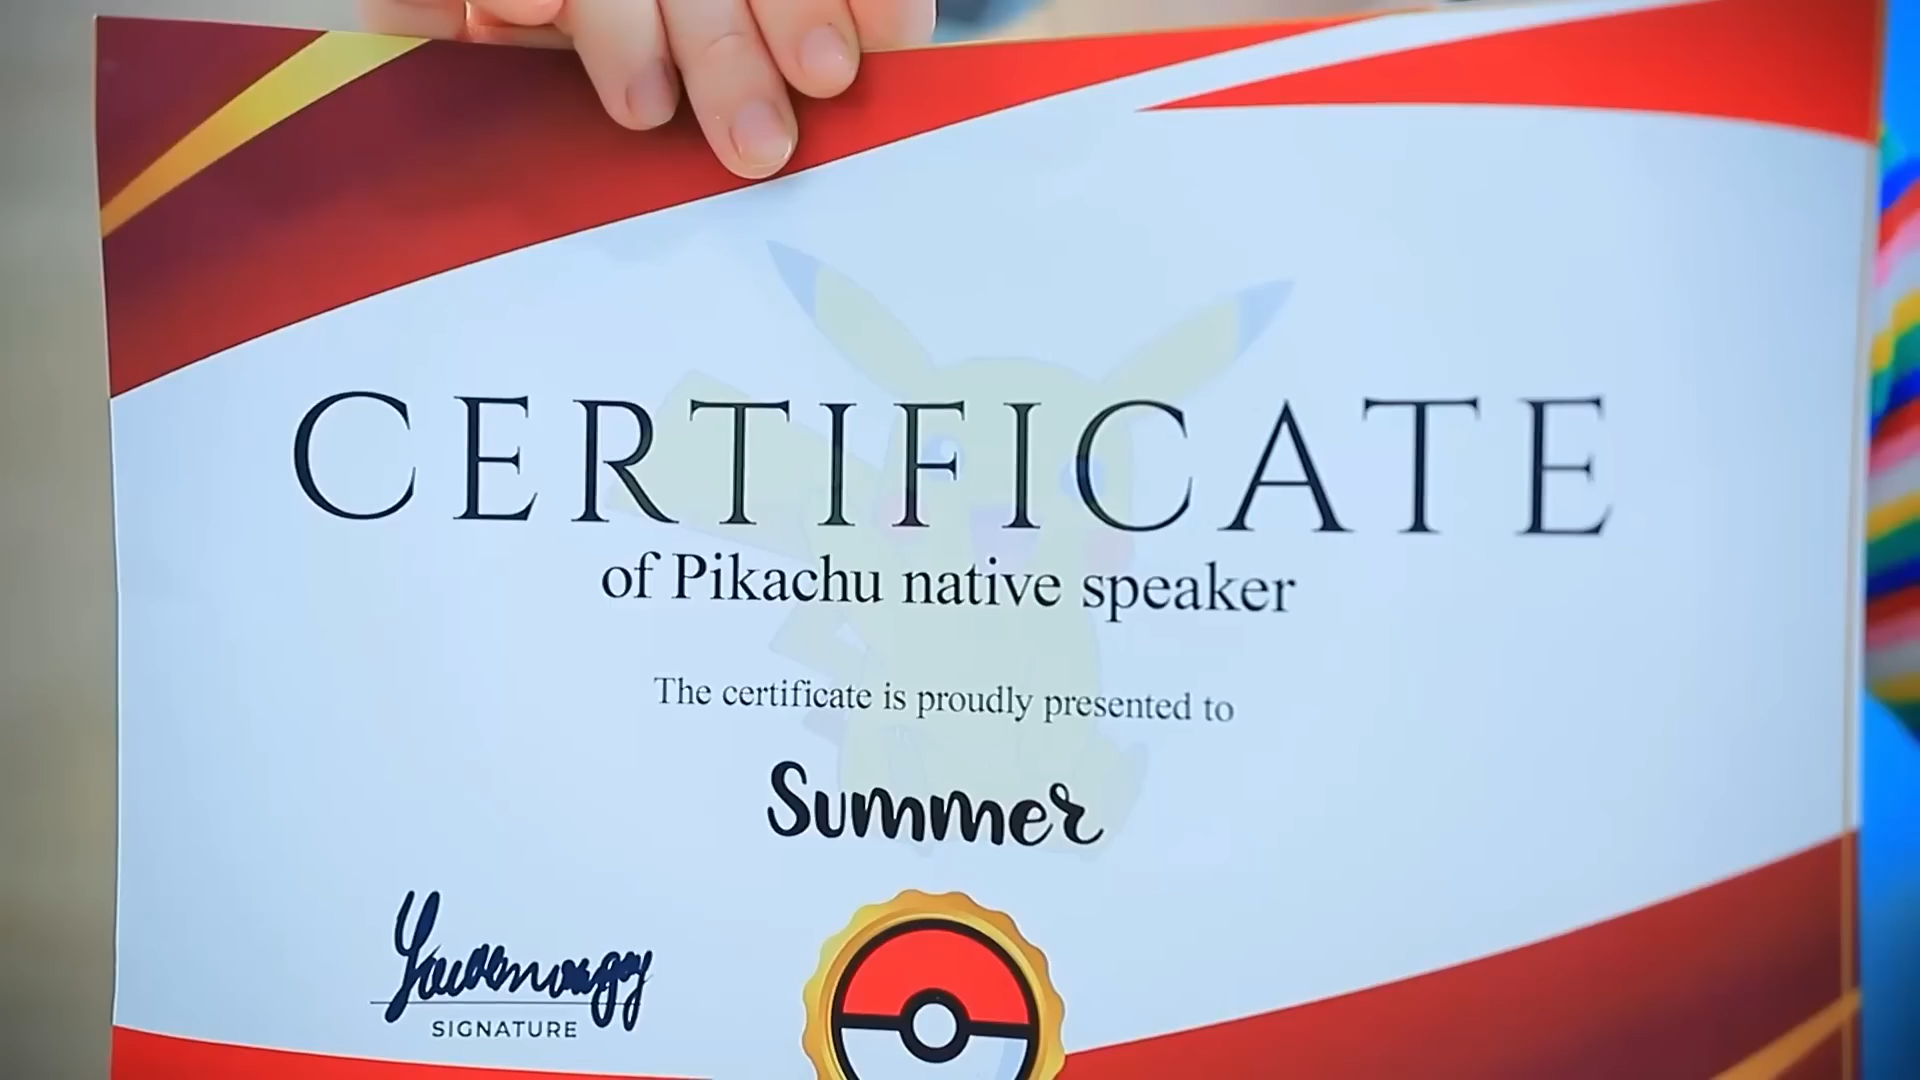 CERTIFICATE
of Pikachu native speaker
The certificate is proudly presented to
Summer
SIGNATURE